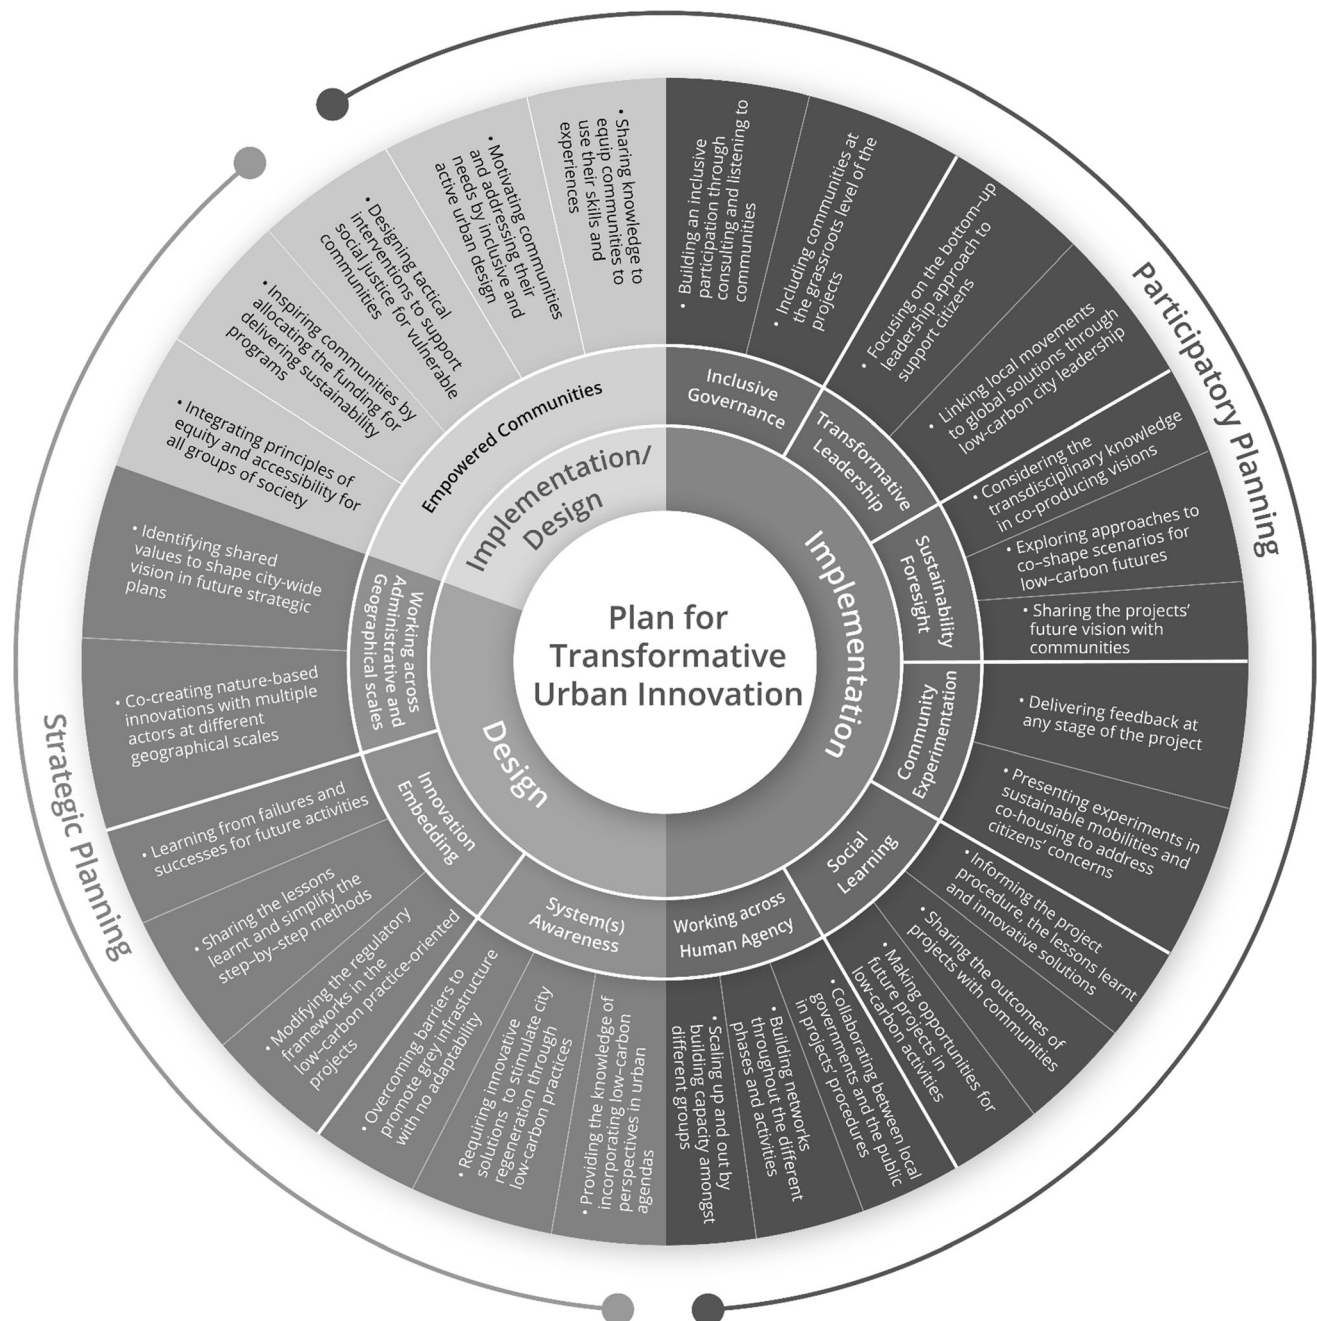 Plan for
Transformative
Urban Innovation
Implementation/
Design
Implementation
Design
Participatory Planning
Strategic Planning
Inclusive
Governance
• Building an inclusive
participation through
consulting and listening to
communities
• Including communities at
the grassroots level of the
projects
Transformative
Leadership
• Focusing on the bottom–up
leadership approach to
support citizens
• Linking local movements
to global solutions through
low-carbon city leadership
Sustainability
Foresight
• Considering the
transdisciplinary knowledge
in co-producing visions
• Exploring approaches to
co–shape scenarios for
low–carbon futures
• Sharing the projects’
future vision with
communities
Community
Experimentation
• Delivering feedback at
any stage of the project
• Presenting experiments in
sustainable mobilities and
co-housing to address
citizens’ concerns
Social
Learning
• Informing the project
procedure, the lessons learnt
and innovative solutions
• Sharing the outcomes of
projects with communities
• Making opportunities for
future projects in
low-carbon activities
Working across
Human Agency
• Collaborating between local
governments and the public
in projects’ procedures
• Building networks
throughout the different
phases and activities
• Scaling up and out by
building capacity amongst
different groups
System(s)
Awareness
• Providing the knowledge of
incorporating low–carbon
perspectives in urban
agendas
• Requiring innovative
solutions to stimulate city
regeneration through
low-carbon practices
• Overcoming barriers to
promote grey infrastructure
with no adaptability
Innovation
Embedding
• Modifying the regulatory
frameworks in the
low–carbon practice-oriented
projects
• Sharing the lessons
learnt and simplify the
step–by–step methods
• Learning from failures and
successes for future activities
Working across
Administrative and
Geographical scales
• Co-creating nature-based
innovations with multiple
actors at different
geographical scales
• Identifying shared
values to shape city-wide
vision in future strategic
plans
Empowered Communities
• Integrating principles of
equity and accessibility for
all groups of society
• Inspiring communities by
allocating the funding for
delivering sustainability
programs
• Designing tactical
interventions to support
social justice for vulnerable
communities
• Motivating communities
and addressing their
needs by inclusive and
active urban design
• Sharing knowledge to
equip communities to
use their skills and
experiences